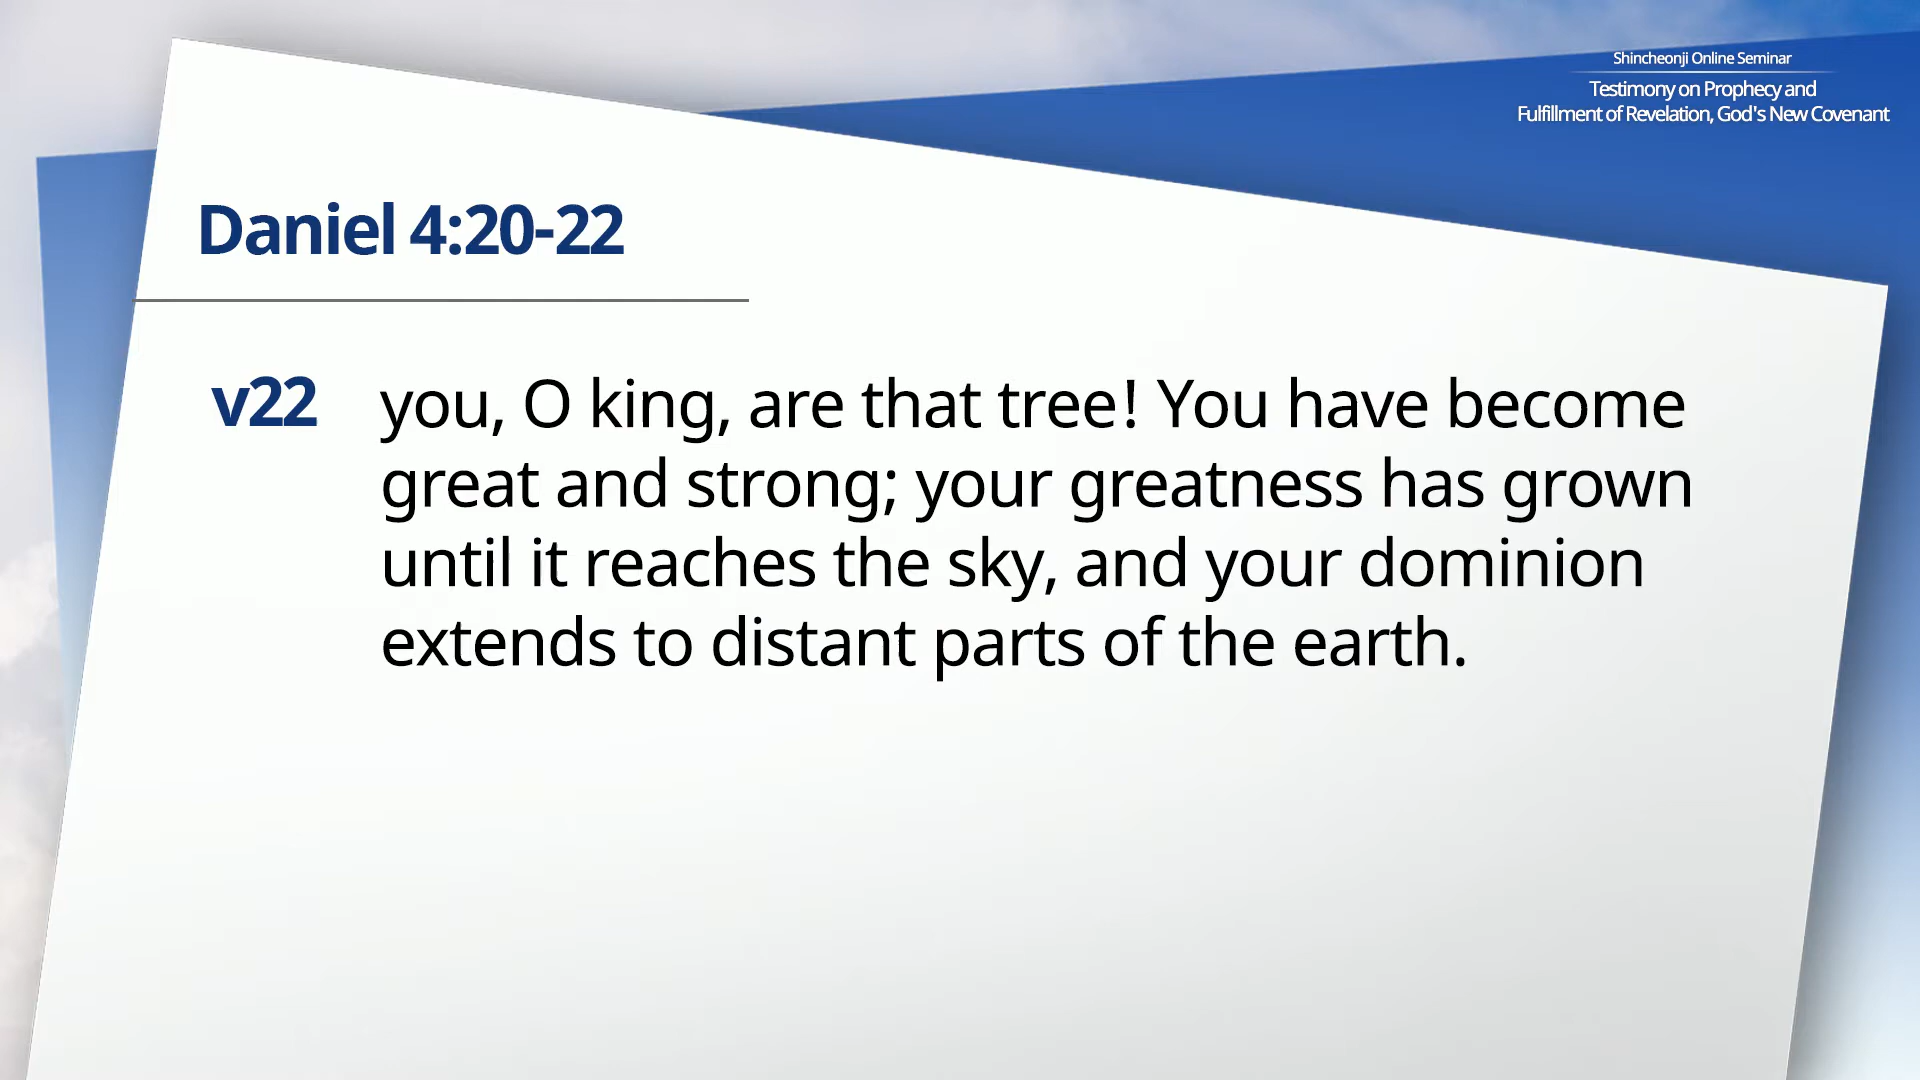 Shincheonji Online Seminar
Testimony on Prophecy and
Fulfillment of Revelation, God's New Covenant
Daniel 4:20-22
v22 you, O king, are that tree! You have become
great and strong; your greatness has grown
until it reaches the sky, and your dominion
extends to distant parts of the earth.